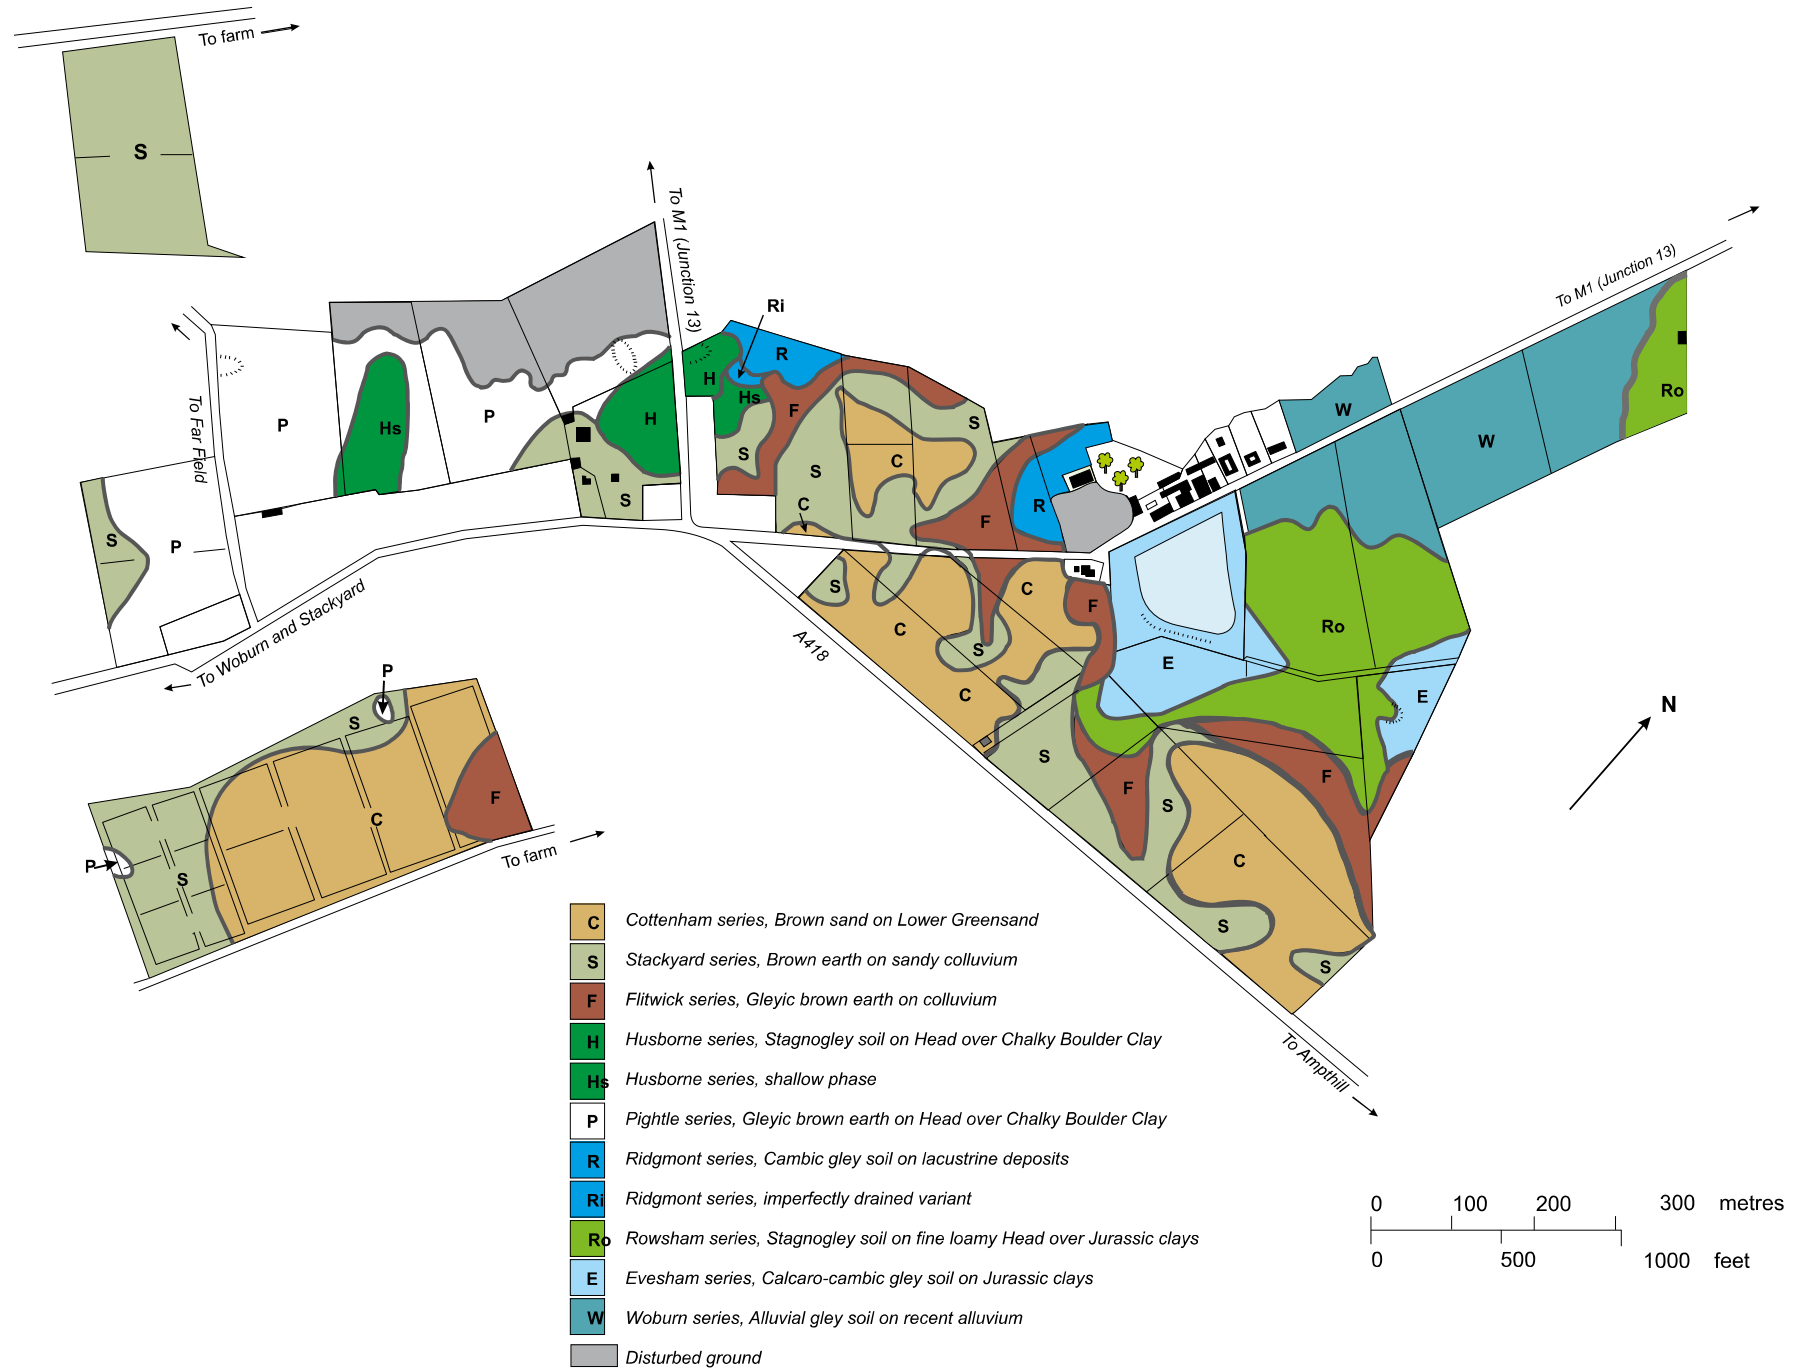 To farm
S
To M1 (Junction 13)
To M1 (Junction 13)
Ri
R
H
Hs
F
S
S
C
C
S
F
R
W
W
Ro
To Far Field
P
Hs
P
H
S
S
P
To Woburn and Stackyard
A418
S
C
C
S
C
F
E
Ro
E
S
F
S
F
C
S
S
N
P
S
C
F
P
S
To farm
To Ampthill
C Cottenham series, Brown sand on Lower Greensand
S Stackyard series, Brown earth on sandy colluvium
F Flitwick series, Gleyic brown earth on colluvium
H Husborne series, Stagnogley soil on Head over Chalky Boulder Clay
Hs Husborne series, shallow phase
P Pightle series, Gleyic brown earth on Head over Chalky Boulder Clay
R Ridgmont series, Cambic gley soil on lacustrine deposits
Ri Ridgmont series, imperfectly drained variant
Ro Rowsham series, Stagnogley soil on fine loamy Head over Jurassic clays
E Evesham series, Calcaro-cambic gley soil on Jurassic clays
W Woburn series, Alluvial gley soil on recent alluvium
Disturbed ground
0 100 200 300 metres
0 500 1000 feet